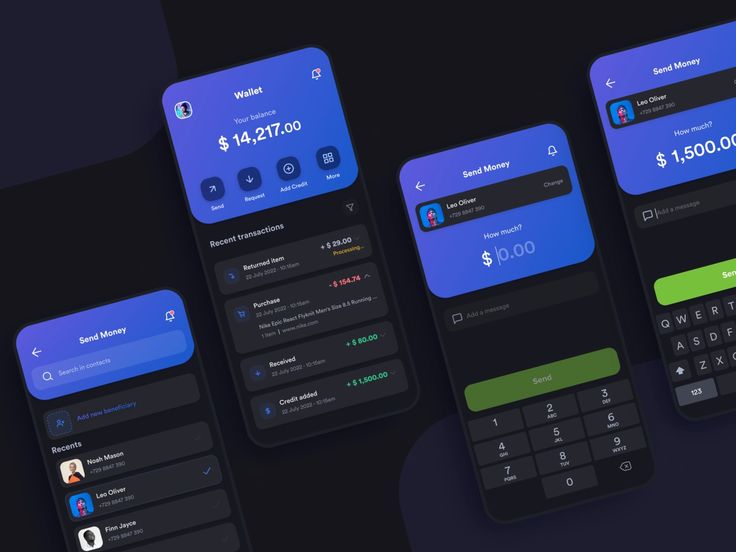 Send Money
Search in contacts
Add new beneficiary
Recents
Noah Mason
+729 8847 390
Leo Oliver
+729 8847 390
Finn Jayce
+729 8847 390
Wallet
Your balance
$ 14,217.00
Send
Request
Add Credit
More
Recent transactions
Returned item
+ $ 29.00
22 July 2022 - 10:15am
Processing...
Purchase
- $ 154.74
22 July 2022 - 10:15am
Nike Epic React Flyknit Men's Size 8.5 Running ...
1 item | www.nike.com
Received
+ $ 80.00
22 July 2022 - 10:15am
Credit added
+ $ 1,500.00
22 July 2022 - 10:15am
Send Money
Leo Oliver
+729 8847 390
Change
How much?
$ 0.00
Add a message
Send
1 2 ABC 3 DEF
4 GHI 5 JKL 6 MNO
7 PQRS 8 TUV 9 WXYZ
0
Send Money
Leo Oliver
+729 8847 390
How much?
$ 1,500.00
Add a message
Sen
Q W E R T
A S D F
Z X C
123